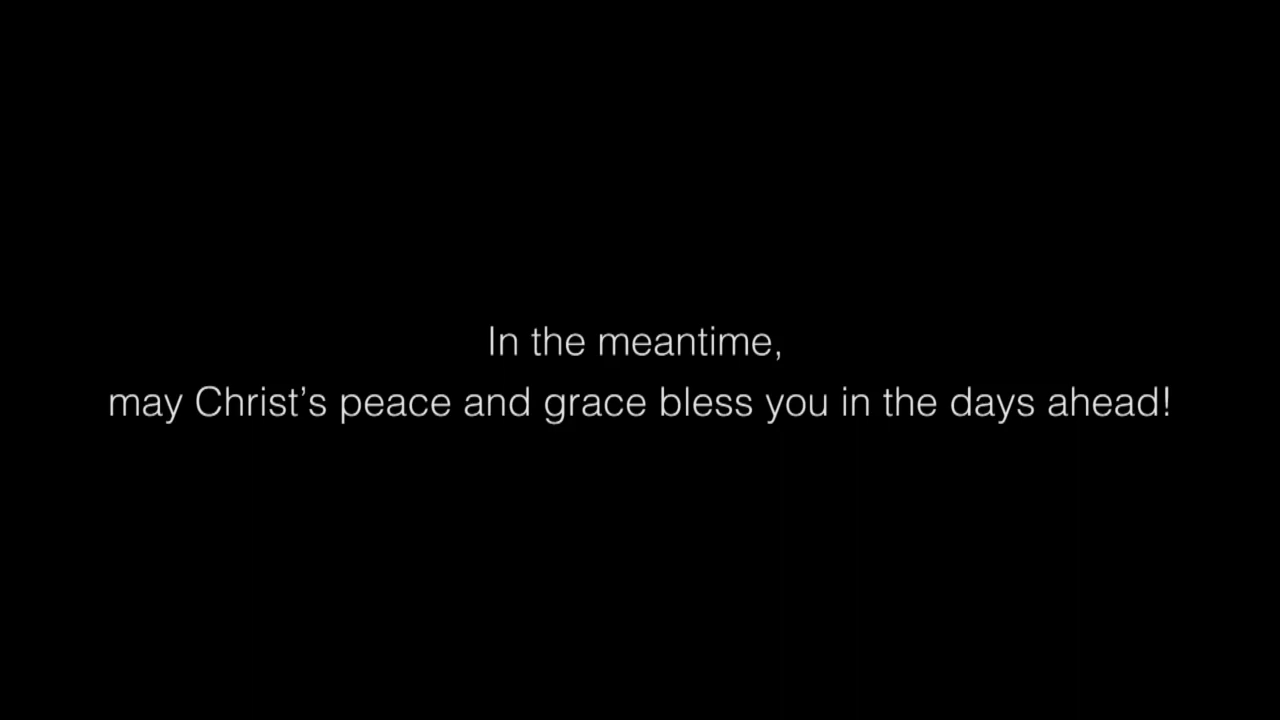 In the meantime,
may Christ’s peace and grace bless you in the days ahead!